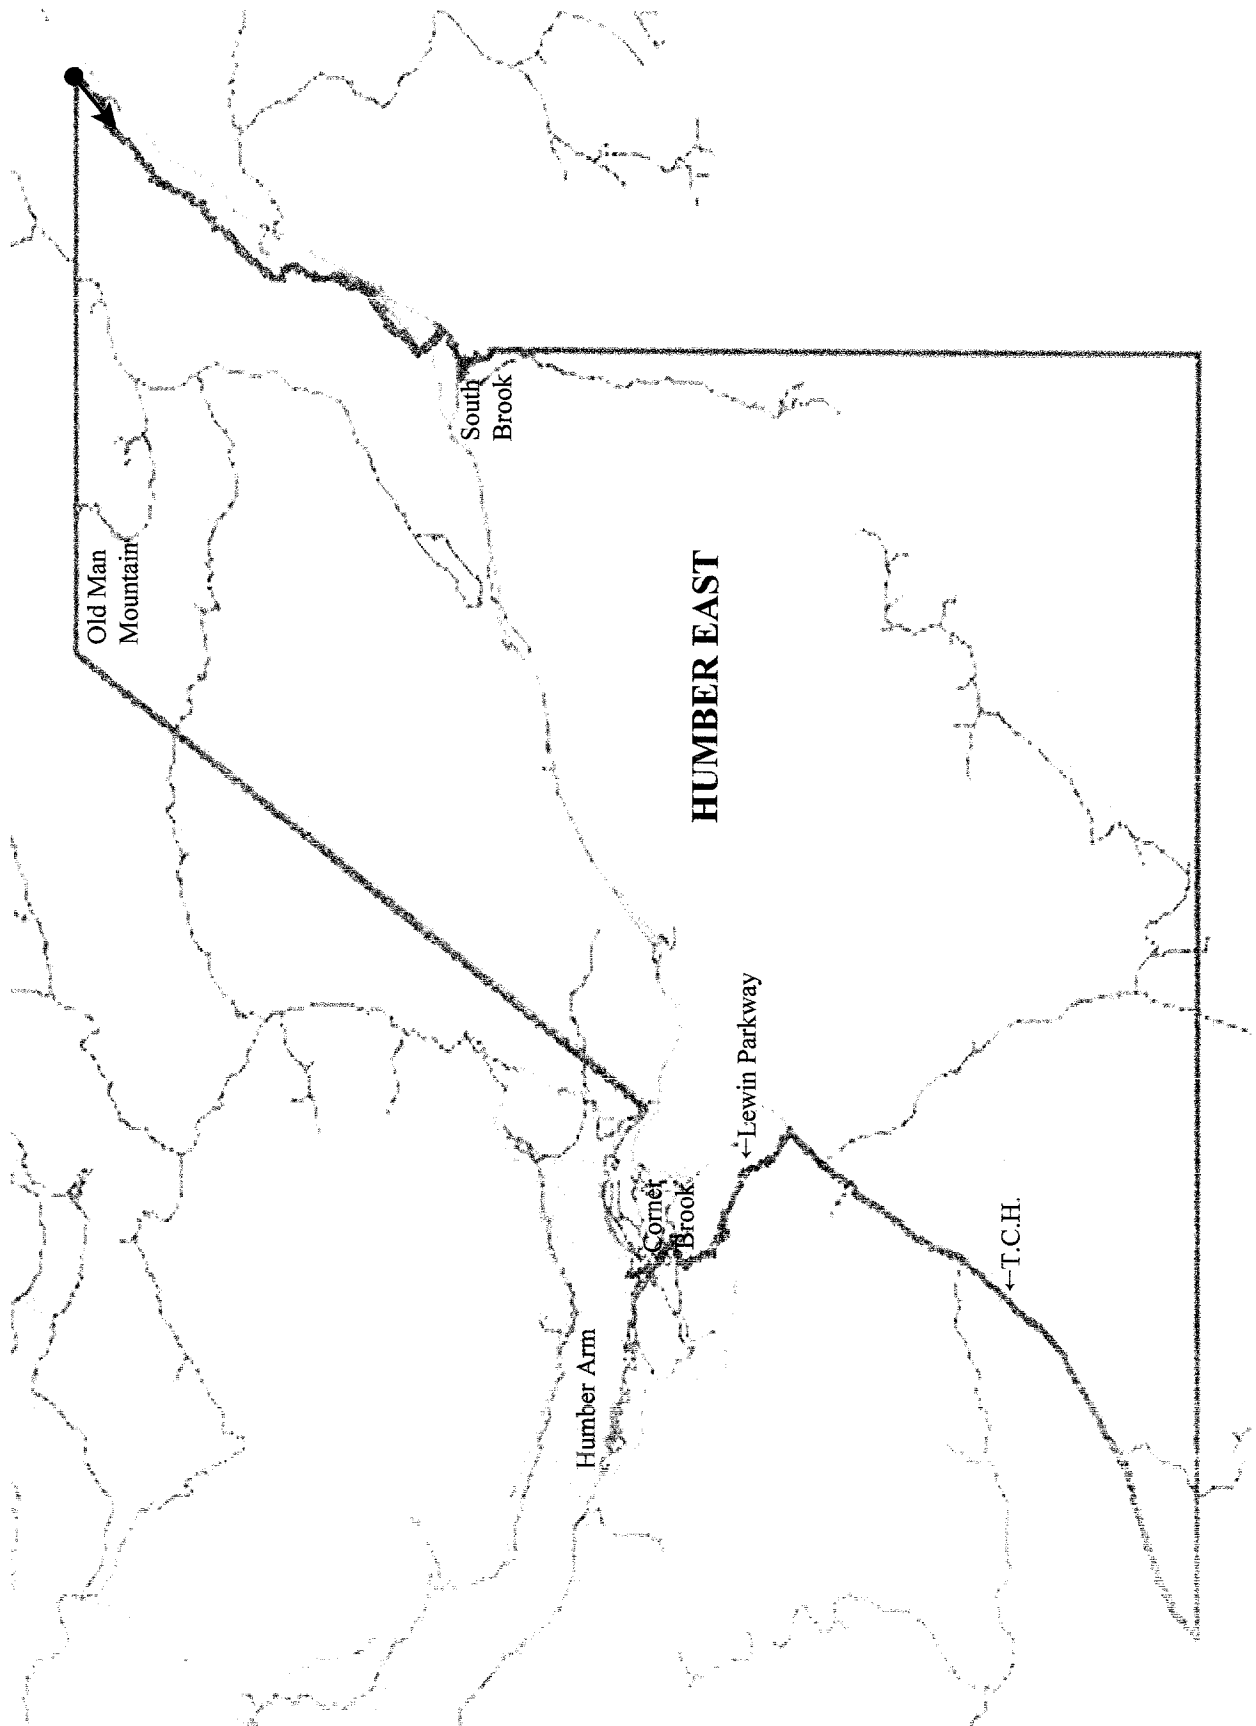 Old Man
Mountain
South
Brook
HUMBER EAST
←Lewin Parkway
Corner
Brook
Humber Arm
←T.C.H.